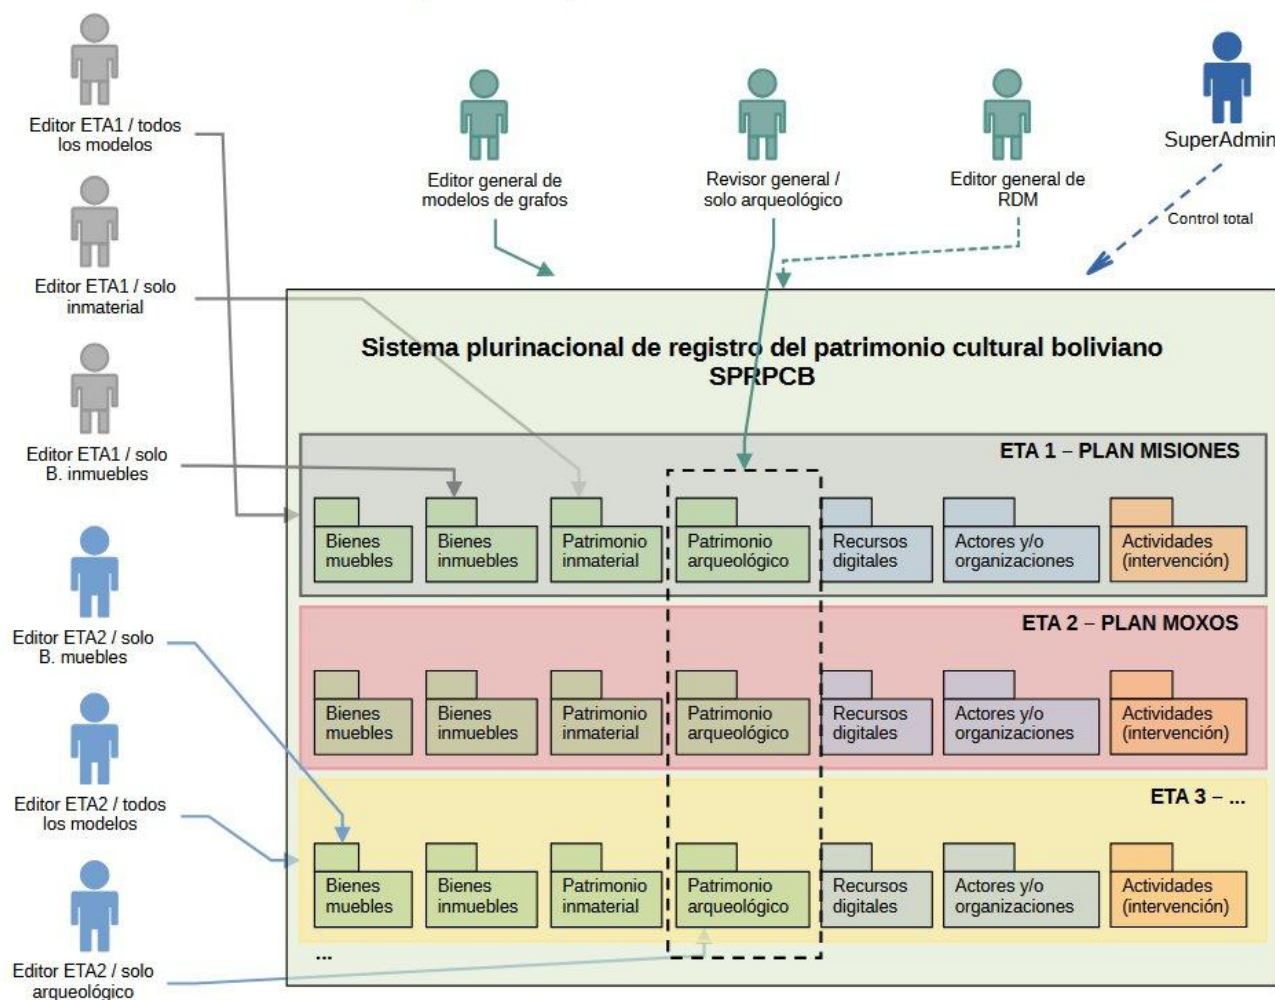 Editor ETA1 / todos
los modelos
Editor general de
modelos de grafos
Revisor general /
solo arqueológico
Editor general de
RDM
SuperAdmin
Control total
Editor ETA1 / solo
inmaterial
Sistema plurinacional de registro del patrimonio cultural boliviano
SPRPCB
Editor ETA1 / solo
B. inmuebles
ETA 1 – PLAN MISIONES
Bienes
muebles
Bienes
inmuebles
Patrimonio
inmaterial
Patrimonio
arqueológico
Recursos
digitales
Actores y/o
organizaciones
Actividades
(intervención)
Editor ETA2 / solo
B. muebles
ETA 2 – PLAN MOXOS
Bienes
muebles
Bienes
inmuebles
Patrimonio
inmaterial
Patrimonio
arqueológico
Recursos
digitales
Actores y/o
organizaciones
Actividades
(intervención)
Editor ETA2 / todos
los modelos
ETA 3 – ...
Bienes
muebles
Bienes
inmuebles
Patrimonio
inmaterial
Patrimonio
arqueológico
Recursos
digitales
Actores y/o
organizaciones
Actividades
(intervención)
...
Editor ETA2 / solo
arqueológico